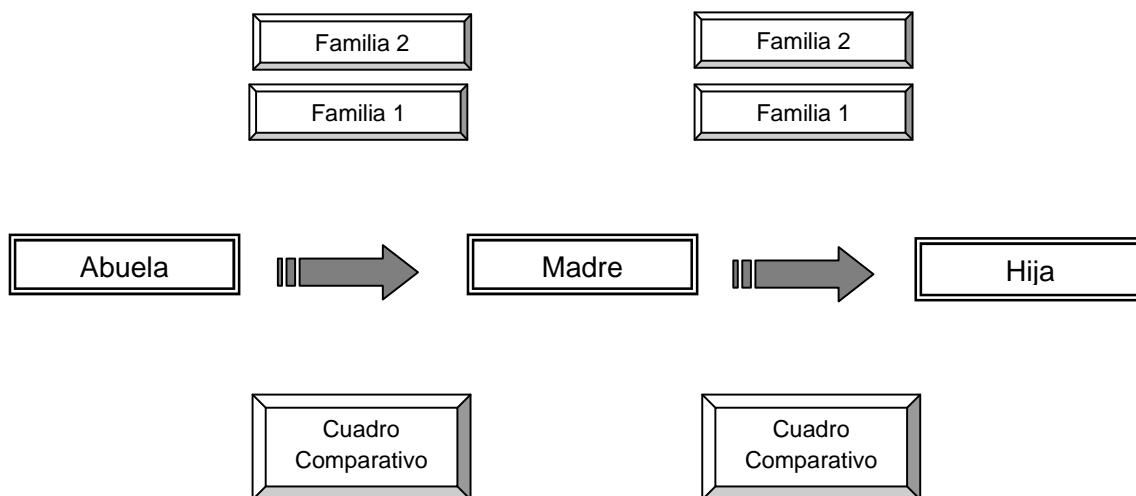 Familia 2
Familia 2
Familia 1
Familia 1
Abuela
Madre
Hija
Cuadro
Comparativo
Cuadro
Comparativo